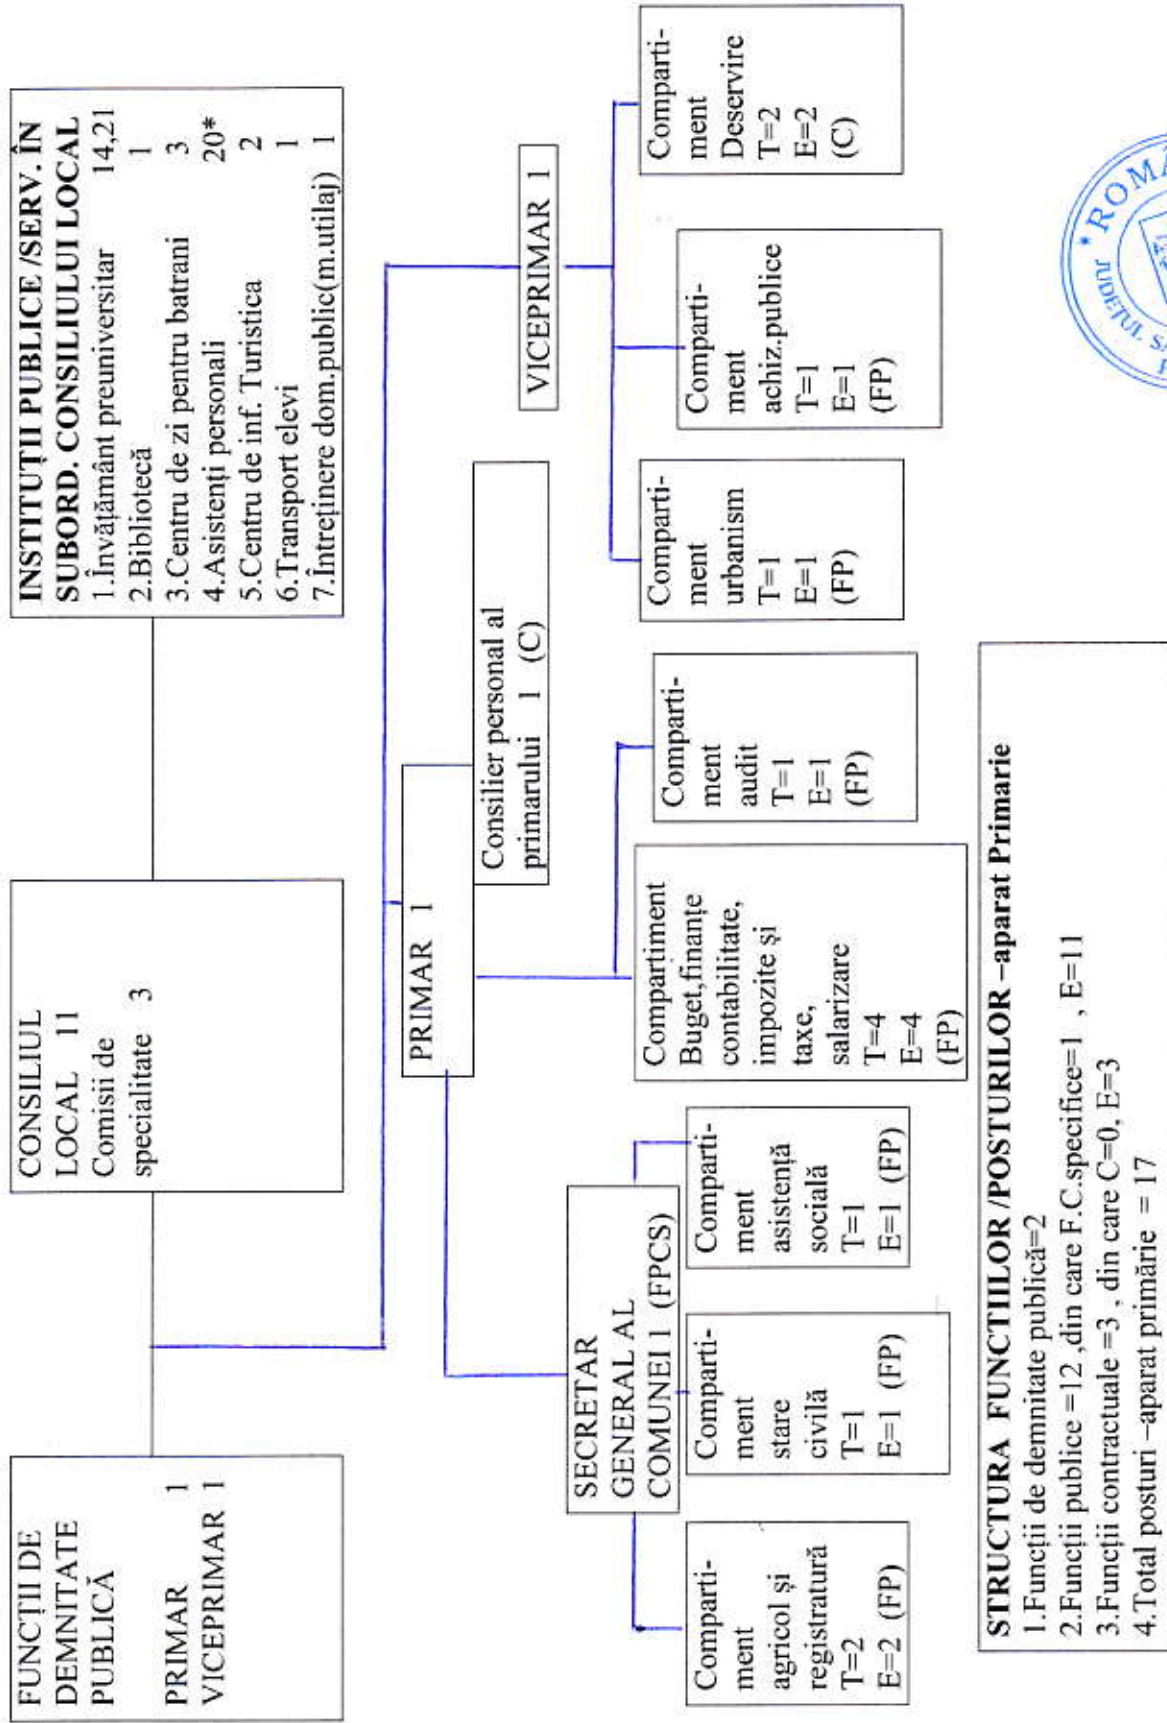 FUNCȚII DE
DEMNITATE
PUBLICĂ
PRIMAR 1
VICEPRIMAR 1
CONSILIUL
LOCAL 11
Comisii de
specialitate 3
INSTITUȚII PUBLICE /SERV. ÎN
SUBORD. CONSILIULUI LOCAL
1.Învățământ preuniversitar 14,21
2.Bibliotecă 1
3.Centru de zi pentru batrani 3
4.Asistenți personali 20*
5.Centru de inf. Turistica 2
6.Transport elevi 1
7.Întreținere dom.public(m.utilaj) 1
PRIMAR 1
Consilier personal al
primarului 1 (C)
VICEPRIMAR 1
SECRETAR
GENERAL AL
COMUNEI 1 (FPCS)
Comparti-
ment
agricol și
registratură
T=2
E=2 (FP)
Comparti-
ment
stare
civilă
T=1
E=1 (FP)
Comparti-
ment
asistență
socială
T=1
E=1 (FP)
Compartiment
Buget,finanțe
contabilitate,
impozite și
taxe,
salarizare
T=4
E=4
(FP)
Comparti-
ment
audit
T=1
E=1
(FP)
Comparti-
ment
urbanism
T=1
E=1
(FP)
Comparti-
ment
achiz.publice
T=1
E=1
(FP)
Comparti-
ment
Deservire
T=2
E=2
(C)
STRUCTURA FUNCTIILOR /POSTURILOR –aparat Primarie
1.Funcții de demnitate publică=2
2.Funcții publice =12 ,din care F.C.specifice=1 , E=11
3.Funcții contractuale =3 , din care C=0, E=3
4.Total posturi –aparat primărie = 17
* ROMÂ
JUDEȚUL S